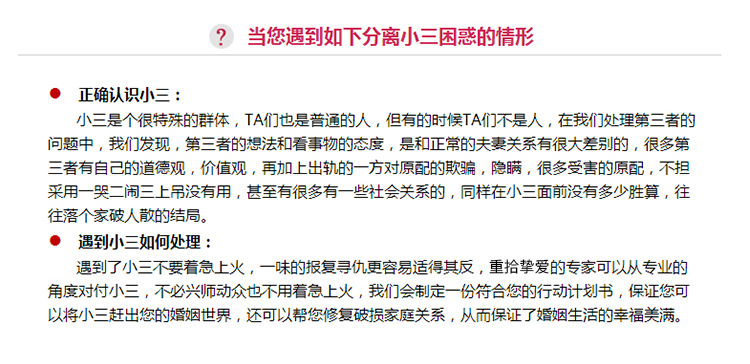 ? 当您遇到如下分离小三困惑的情形
● 正确认识小三：
小三是个很特殊的群体，TA们也是普通的人，但有的时候TA们不是人，在我们处理第三者的
问题中，我们发现，第三者的想法和看事物的态度，是和正常的夫妻关系有很大差别的，很多第
三者有自己的道德观，价值观，再加上出轨的一方对原配的欺骗，隐瞒，很多受害的原配，不担
采用一哭二闹三上吊没有用，甚至有很多有一些社会关系的，同样在小三面前没有多少胜算，往
往落个家破人散的结局。
● 遇到小三如何处理：
遇到了小三不要着急上火，一味的报复寻仇更容易适得其反，重拾挚爱的专家可以从专业的
角度对付小三，不必兴师动众也不用着急上火，我们会制定一份符合您的行动计划书，保证您可
以将小三赶出您的婚姻世界，还可以帮您修复破损家庭关系，从而保证了婚姻生活的幸福美满。